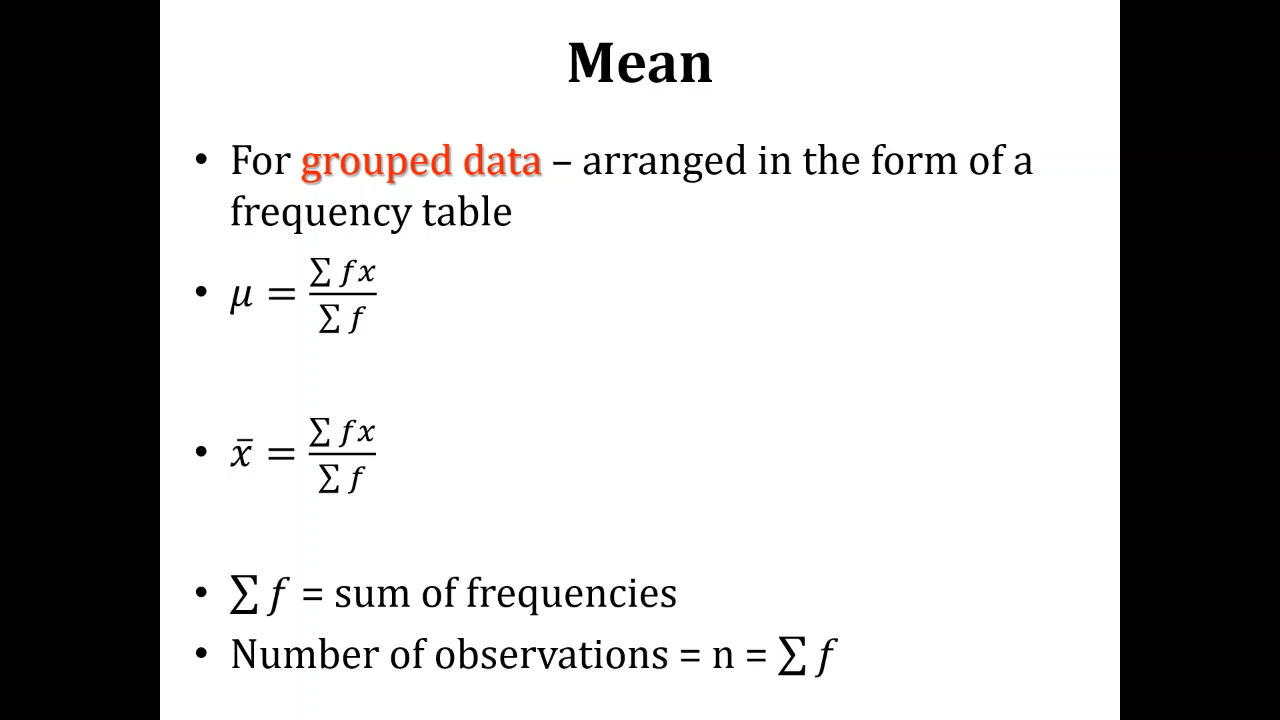 Mean
• For grouped data – arranged in the form of a
frequency table
• μ = ∑ fx / ∑ f
• x̄ = ∑ fx / ∑ f
• ∑ f = sum of frequencies
• Number of observations = n = ∑ f